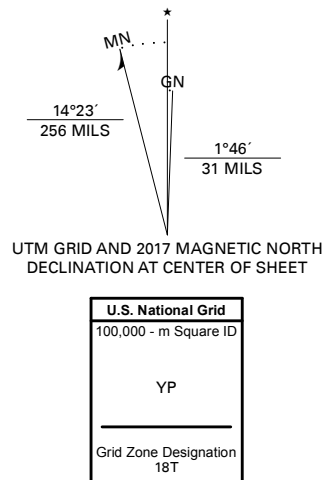 ★
MN
GN
14°23´
256 MILS
1°46´
31 MILS
UTM GRID AND 2017 MAGNETIC NORTH
DECLINATION AT CENTER OF SHEET
U.S. National Grid
100,000 - m Square ID
YP
Grid Zone Designation
18T